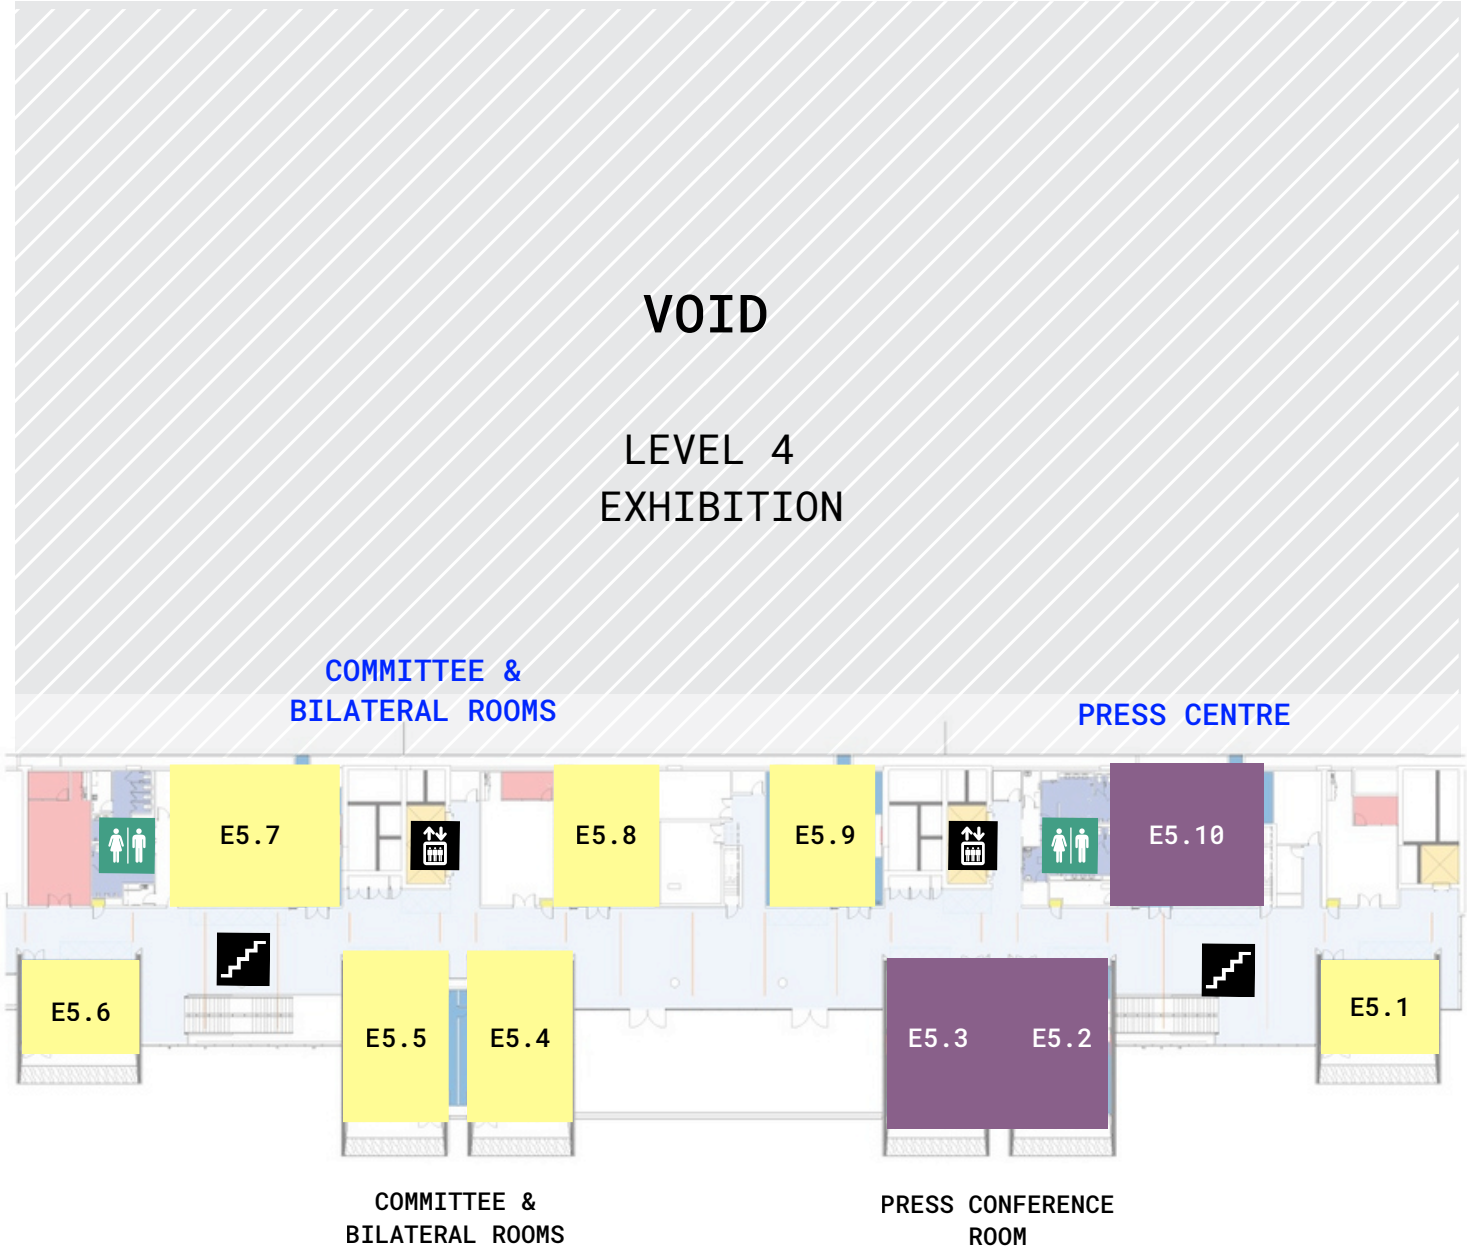 VOID
LEVEL 4
EXHIBITION
COMMITTEE &
BILATERAL ROOMS
PRESS CENTRE
E5.7
E5.8
E5.9
E5.10
E5.6
E5.5
E5.4
E5.3
E5.2
E5.1
COMMITTEE &
BILATERAL ROOMS
PRESS CONFERENCE
ROOM